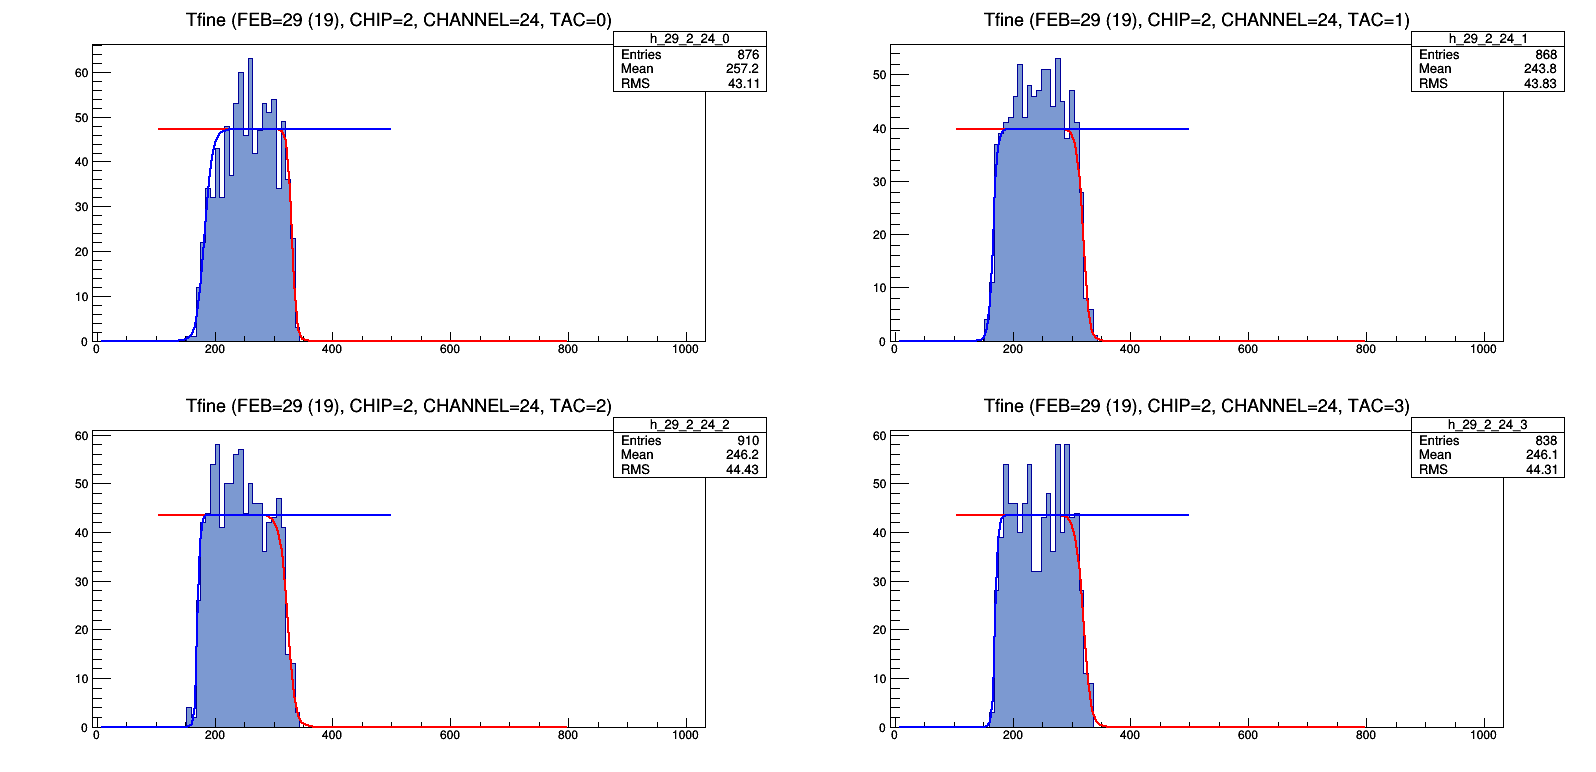 Tfine (FEB=29 (19), CHIP=2, CHANNEL=24, TAC=0)
h_29_2_24_0
Entries 876
Mean 257.2
RMS 43.11
60
50
40
30
20
10
0
0 200 400 600 800 1000
Tfine (FEB=29 (19), CHIP=2, CHANNEL=24, TAC=1)
h_29_2_24_1
Entries 868
Mean 243.8
RMS 43.83
50
40
30
20
10
0
0 200 400 600 800 1000
Tfine (FEB=29 (19), CHIP=2, CHANNEL=24, TAC=2)
h_29_2_24_2
Entries 910
Mean 246.2
RMS 44.43
60
50
40
30
20
10
0
0 200 400 600 800 1000
Tfine (FEB=29 (19), CHIP=2, CHANNEL=24, TAC=3)
h_29_2_24_3
Entries 838
Mean 246.1
RMS 44.31
60
50
40
30
20
10
0
0 200 400 600 800 1000